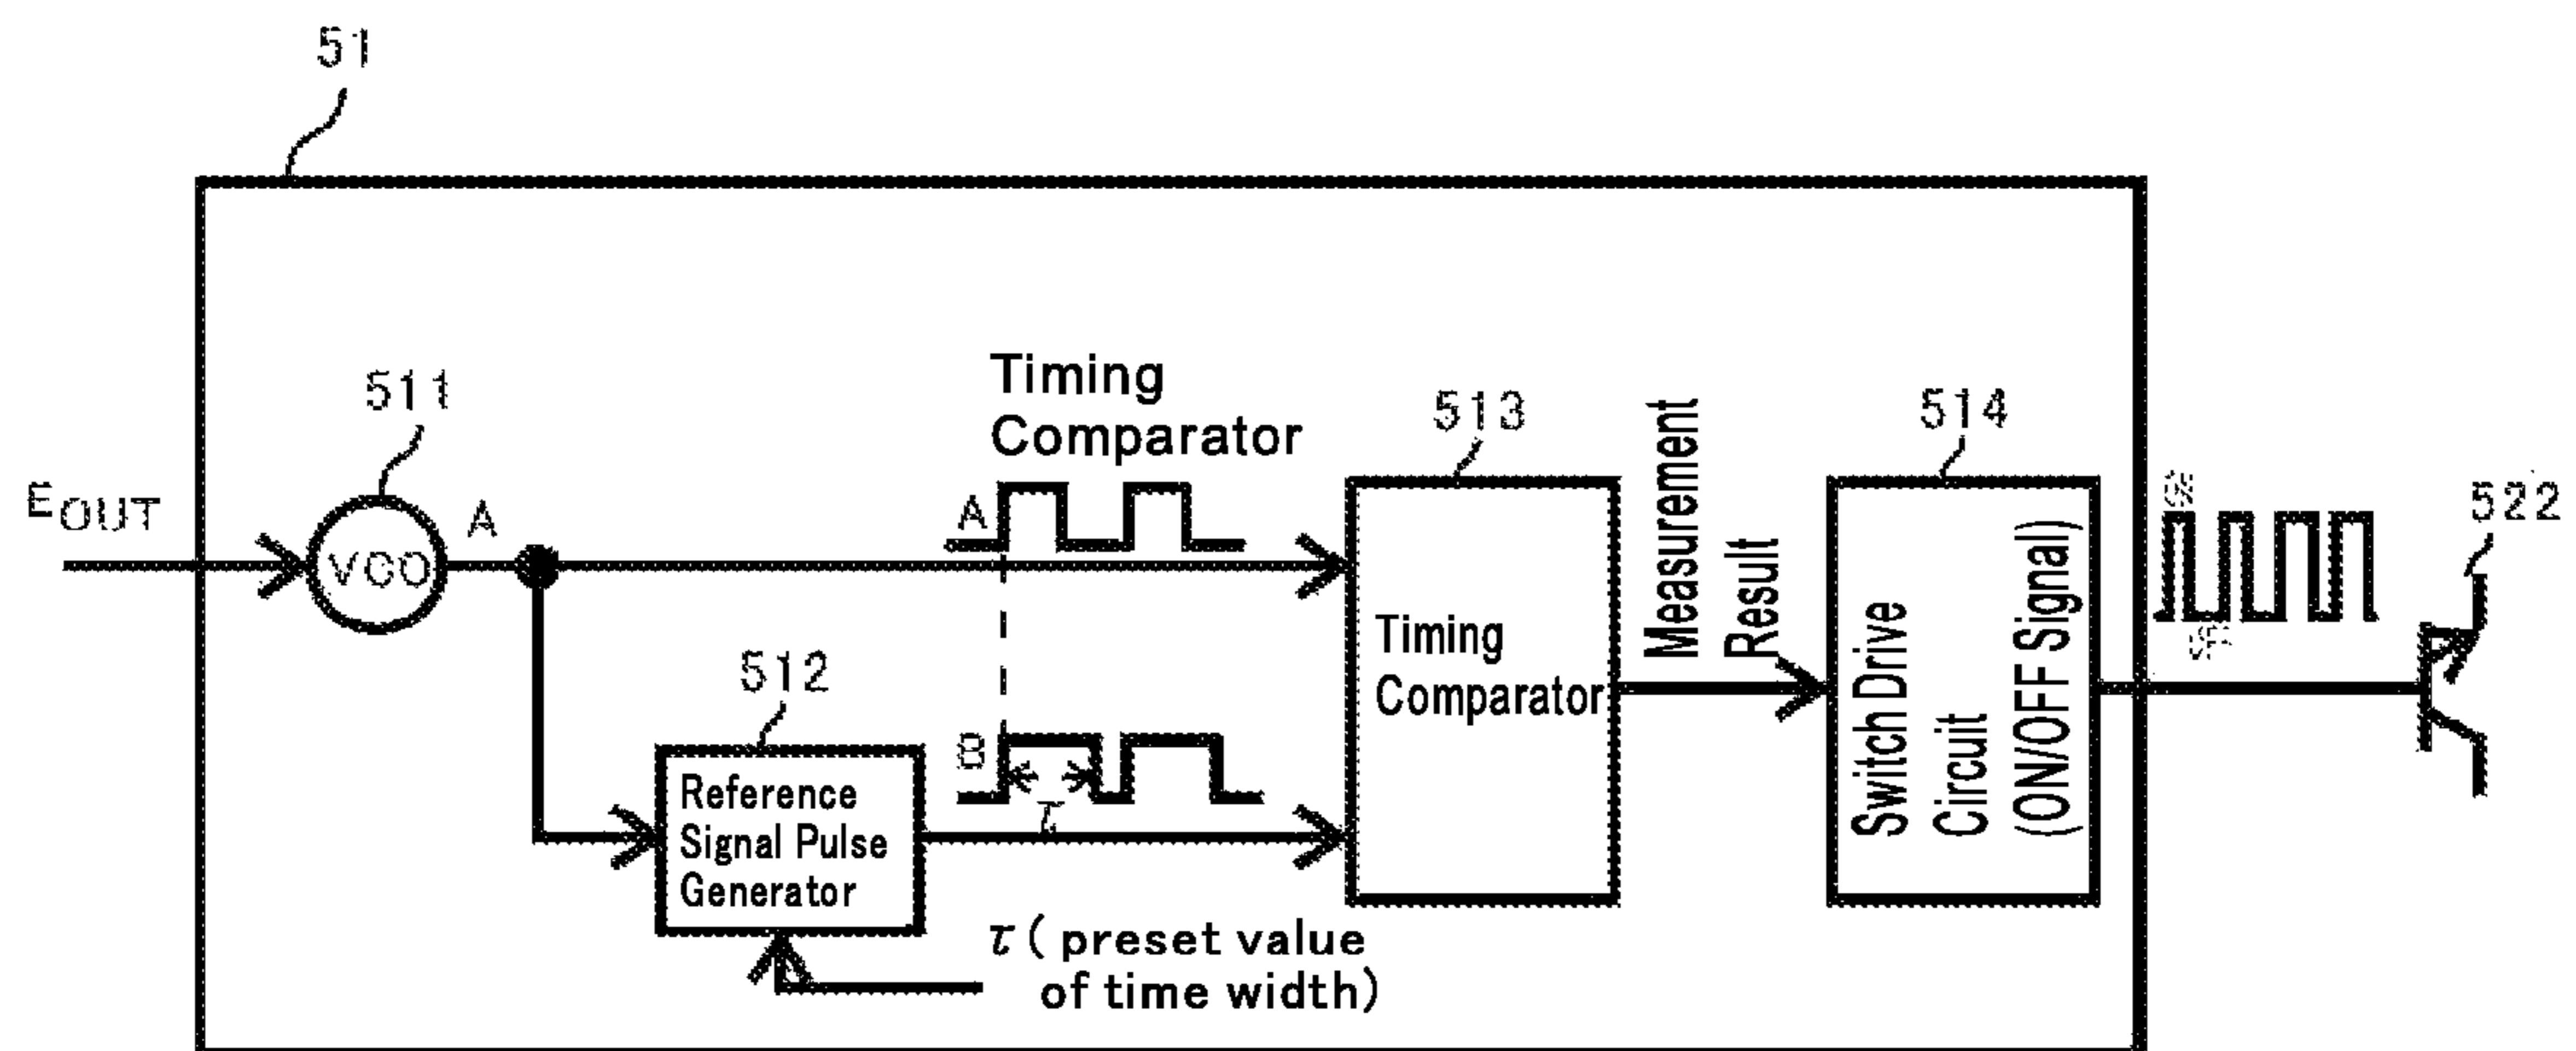 51
511
Timing
Comparator
513
514
522
E_OUT
VCO
A
A
Measurement
Result
Timing
Comparator
Switch Drive
Circuit
(ON/OFF Signal)
512
B
τ
Reference
Signal Pulse
Generator
τ( preset value
of time width)